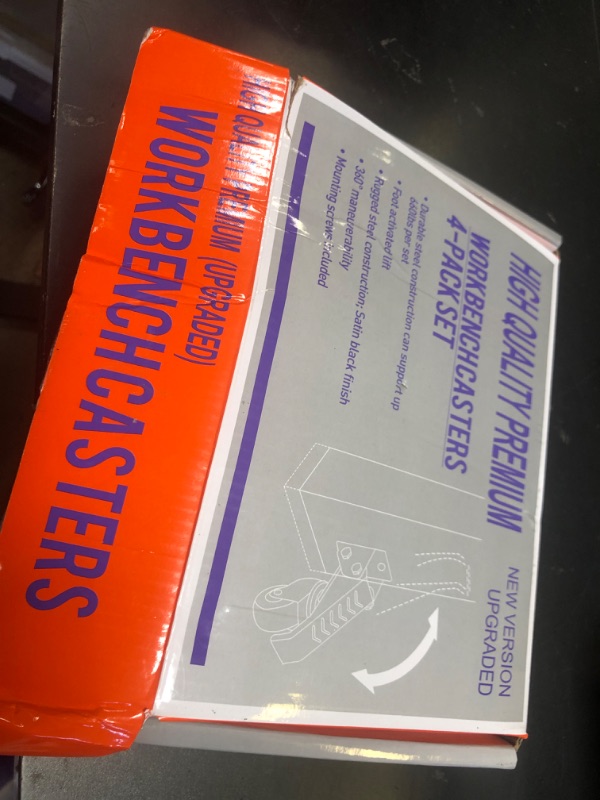 HIGH QUALITY PREMIUM
WORKBENCHCASTERS
4-PACK SET
NEW VERSION
UPGRADED
• Durable steel construction can support up
660lbs per set
• Foot activated lift
• Rugged steel construction; Satin black finish
• 360° maneuverability
• Mounting screws included
HIGH QUALITY PREMIUM (UPGRADED)
WORKBENCHCASTERS